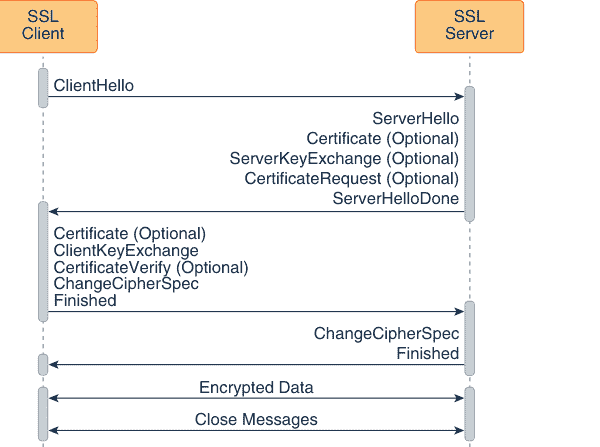 SSL
Client
SSL
Server
ClientHello
ServerHello
Certificate (Optional)
ServerKeyExchange (Optional)
CertificateRequest (Optional)
ServerHelloDone
Certificate (Optional)
ClientKeyExchange
CertificateVerify (Optional)
ChangeCipherSpec
Finished
ChangeCipherSpec
Finished
Encrypted Data
Close Messages